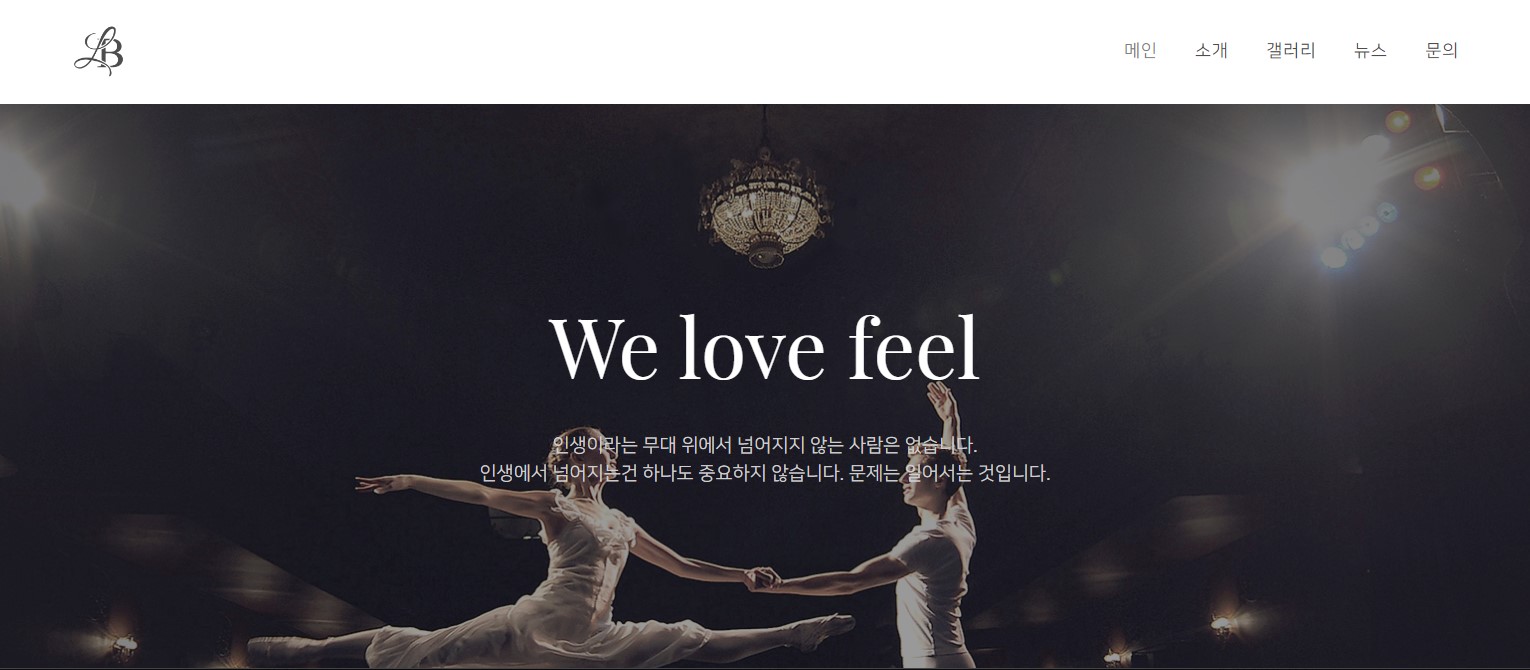 LB
메인 소개 갤러리 뉴스 문의
We love feel
인생이라는 무대 위에서 넘어지지 않는 사람은 없습니다.
인생에서 넘어지는건 하나도 중요하지 않습니다. 문제는 일어서는 것입니다.